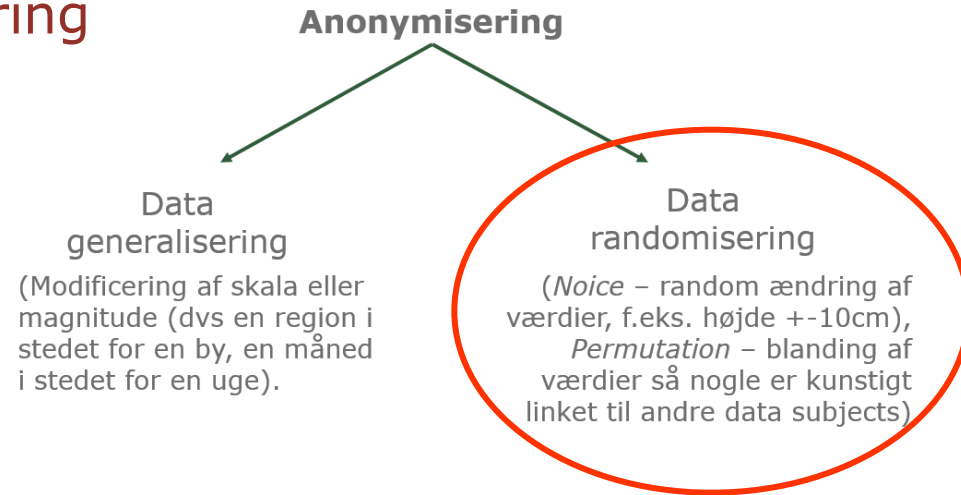 ring
Anonymisering
Data
generalisering
(Modificering af skala eller
magnitude (dvs en region i
stedet for en by, en måned
i stedet for en uge).
Data
randomisering
(Noice – random ændring af
værdier, f.eks. højde +-10cm),
Permutation – blanding af
værdier så nogle er kunstigt
linket til andre data subjects)